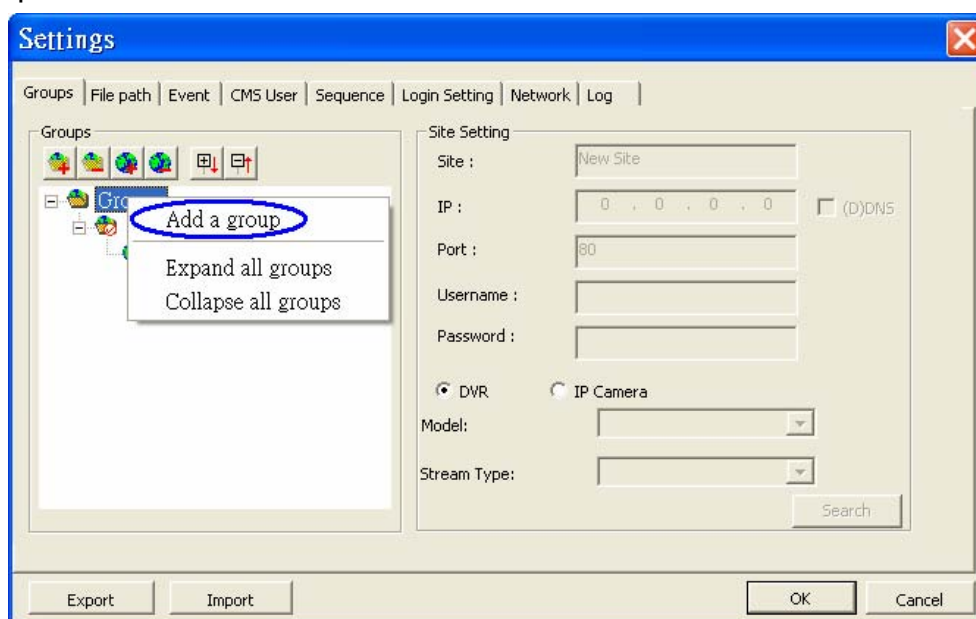 Settings
Groups File path Event CMS User Sequence Login Setting Network Log
Groups
Add a group
Expand all groups
Collapse all groups
Site Setting
Site : New Site
IP : 0 . 0 . 0 . 0 (D)DNS
Port : 80
Username :
Password :
DVR IP Camera
Model:
Stream Type:
Search
Export Import OK Cancel